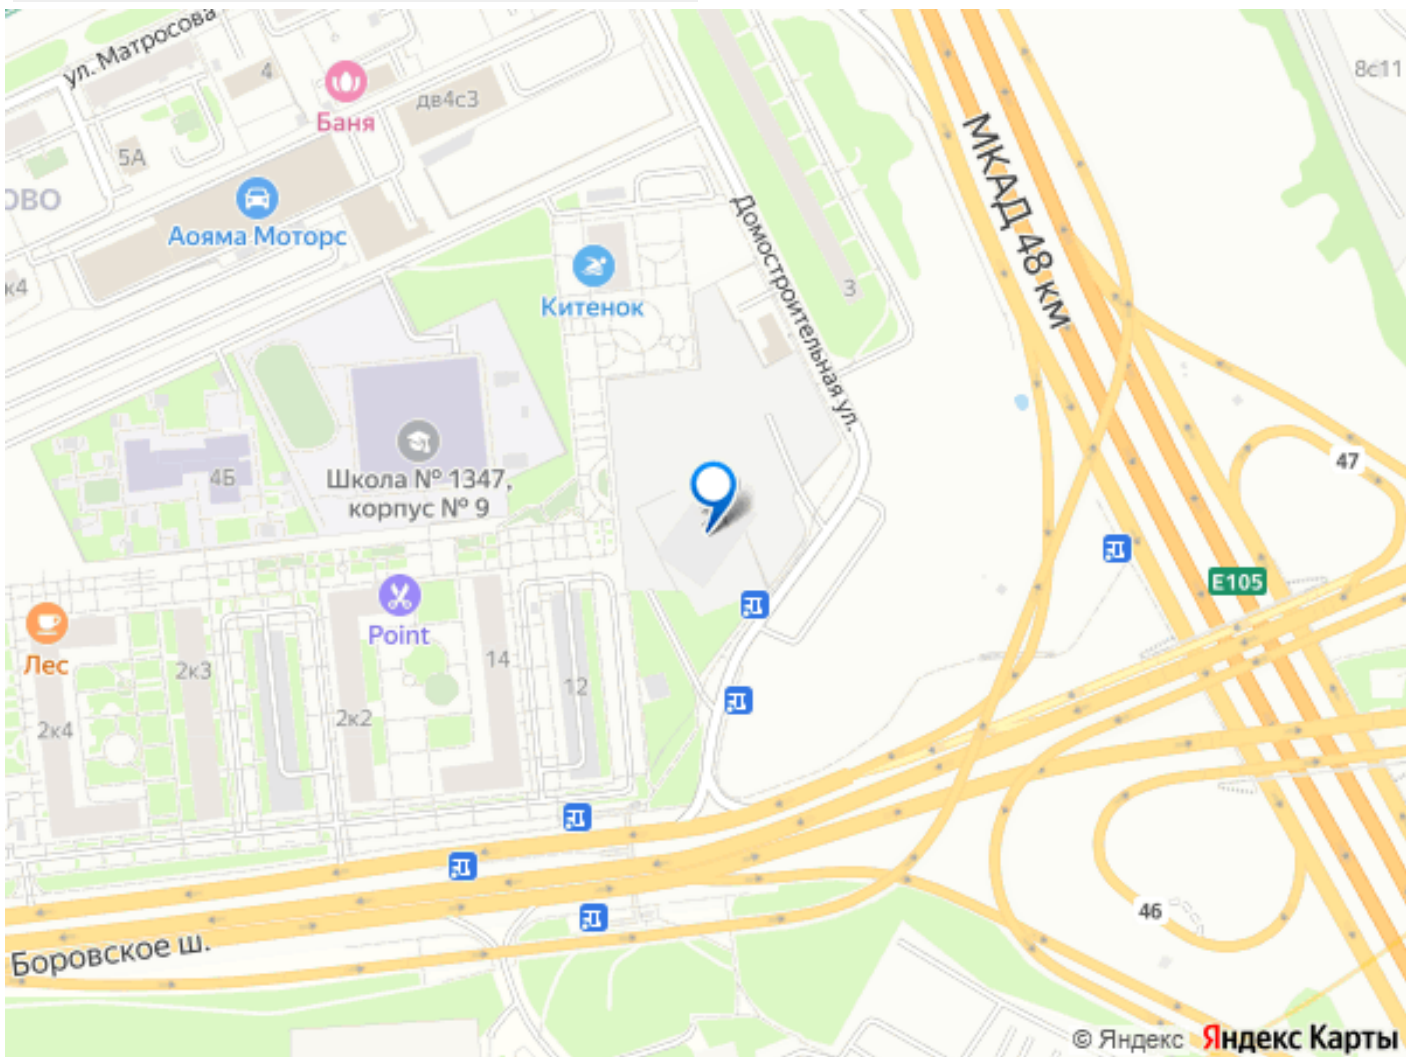 ул. Матросова
4
Баня
дв4с3
8с11
5А
ОВО
Аояма Моторс
МКАД 48 км
Домостроительная ул.
к4
Китенок
3
4Б
Школа № 1347,
корпус № 9
47
E105
Point
Лес
2к3
14
12
2к4
2к2
46
Боровское ш.
© Яндекс Яндекс Карты